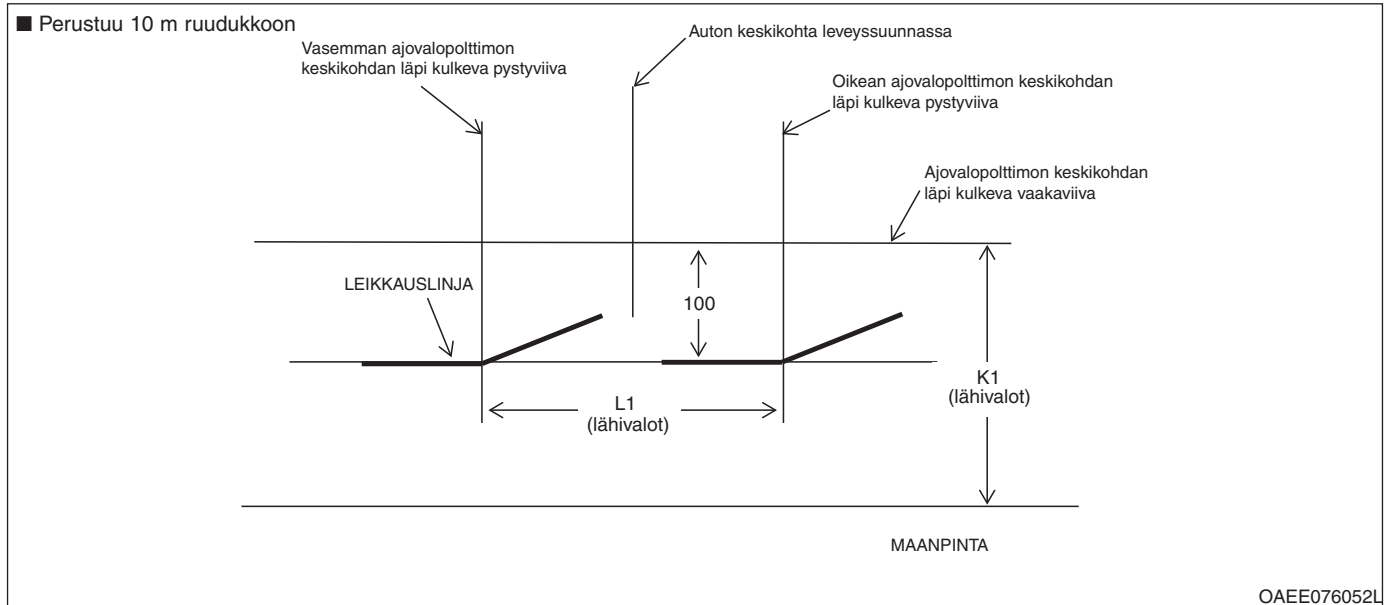 ■ Perustuu 10 m ruudukkoon
Vasemman ajovalopolttimon
keskikohdan läpi kulkeva pystyviiva
Auton keskikohta leveyssuunnassa
Oikean ajovalopolttimon keskikohdan
läpi kulkeva pystyviiva
Ajovalopolttimon keskikohdan
läpi kulkeva vaakaviiva
LEIKKAUSLINJA
100
K1
(lähivalot)
L1
(lähivalot)
MAANPINTA
OAEE076052L